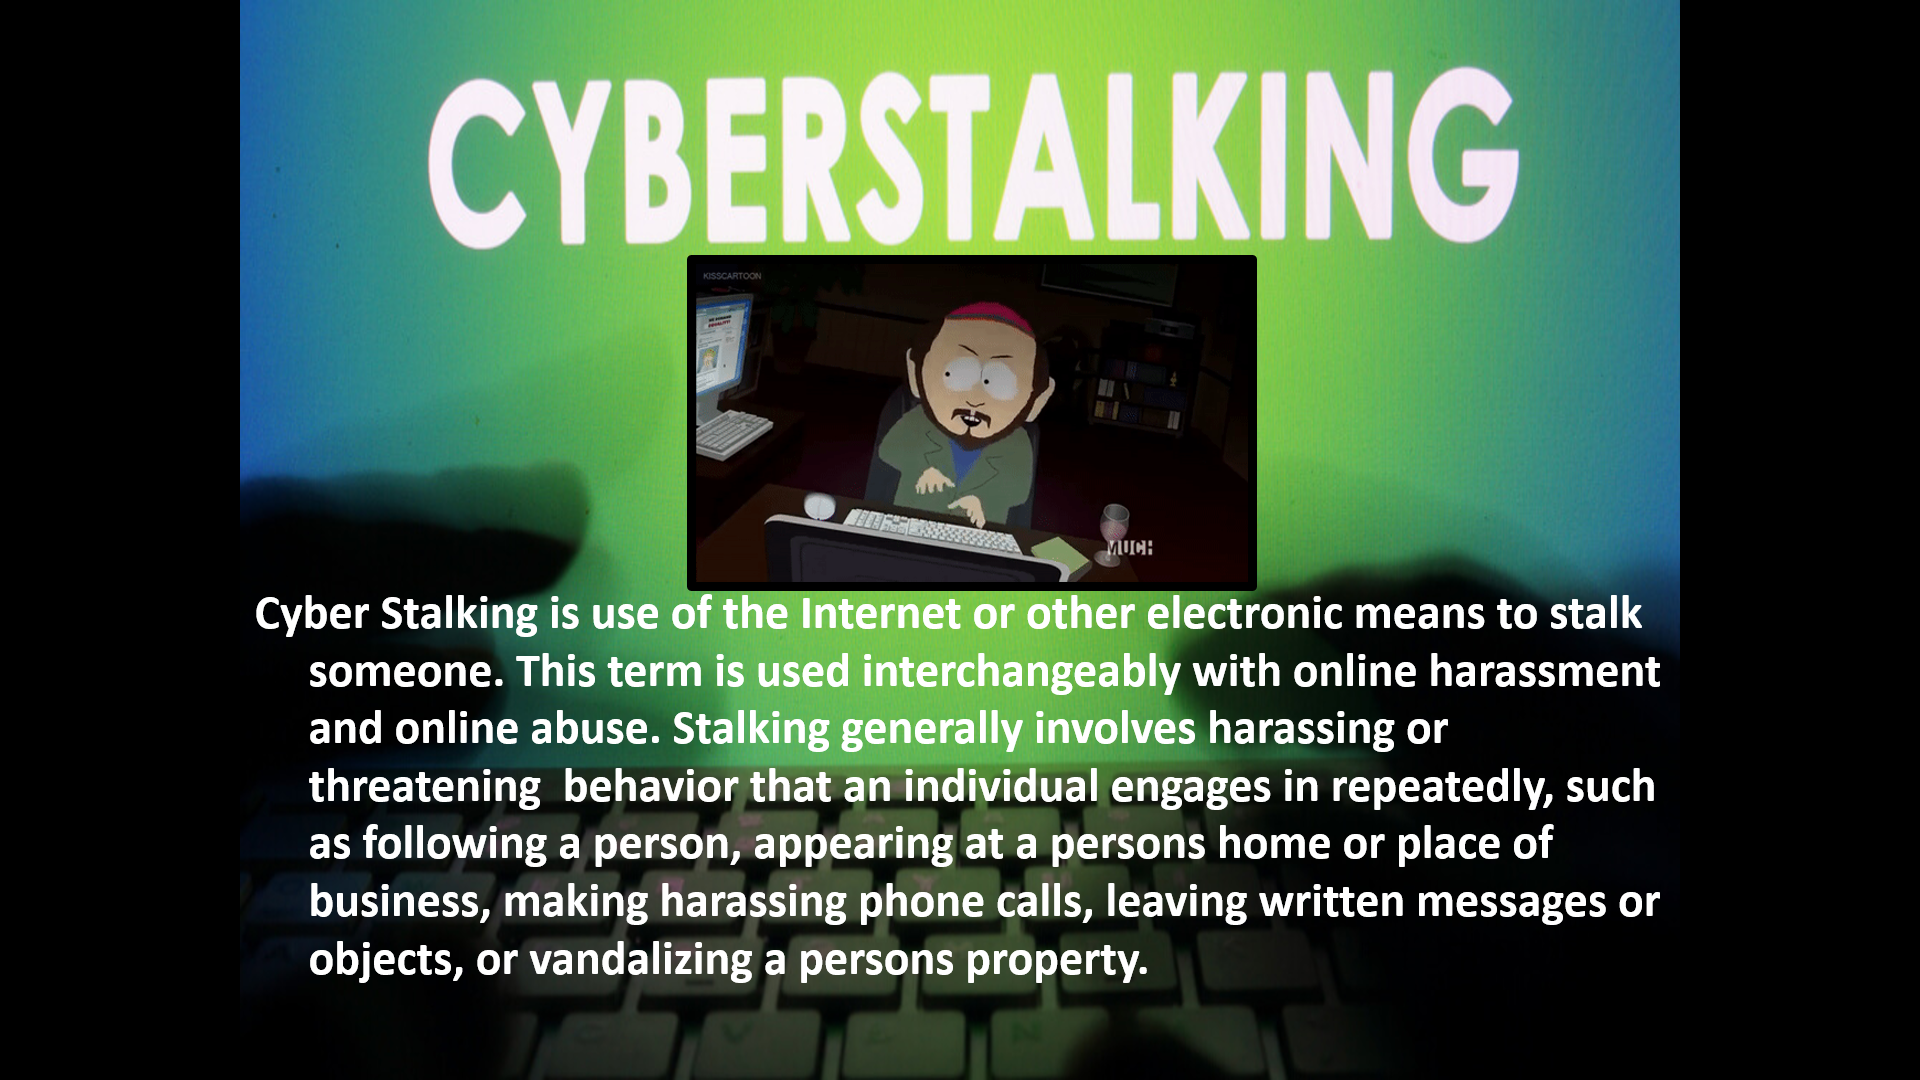 CYBERSTALKING
KISSCARTOON
MUCH
Cyber Stalking is use of the Internet or other electronic means to stalk
someone. This term is used interchangeably with online harassment
and online abuse. Stalking generally involves harassing or
threatening  behavior that an individual engages in repeatedly, such
as following a person, appearing at a persons home or place of
business, making harassing phone calls, leaving written messages or
objects, or vandalizing a persons property.